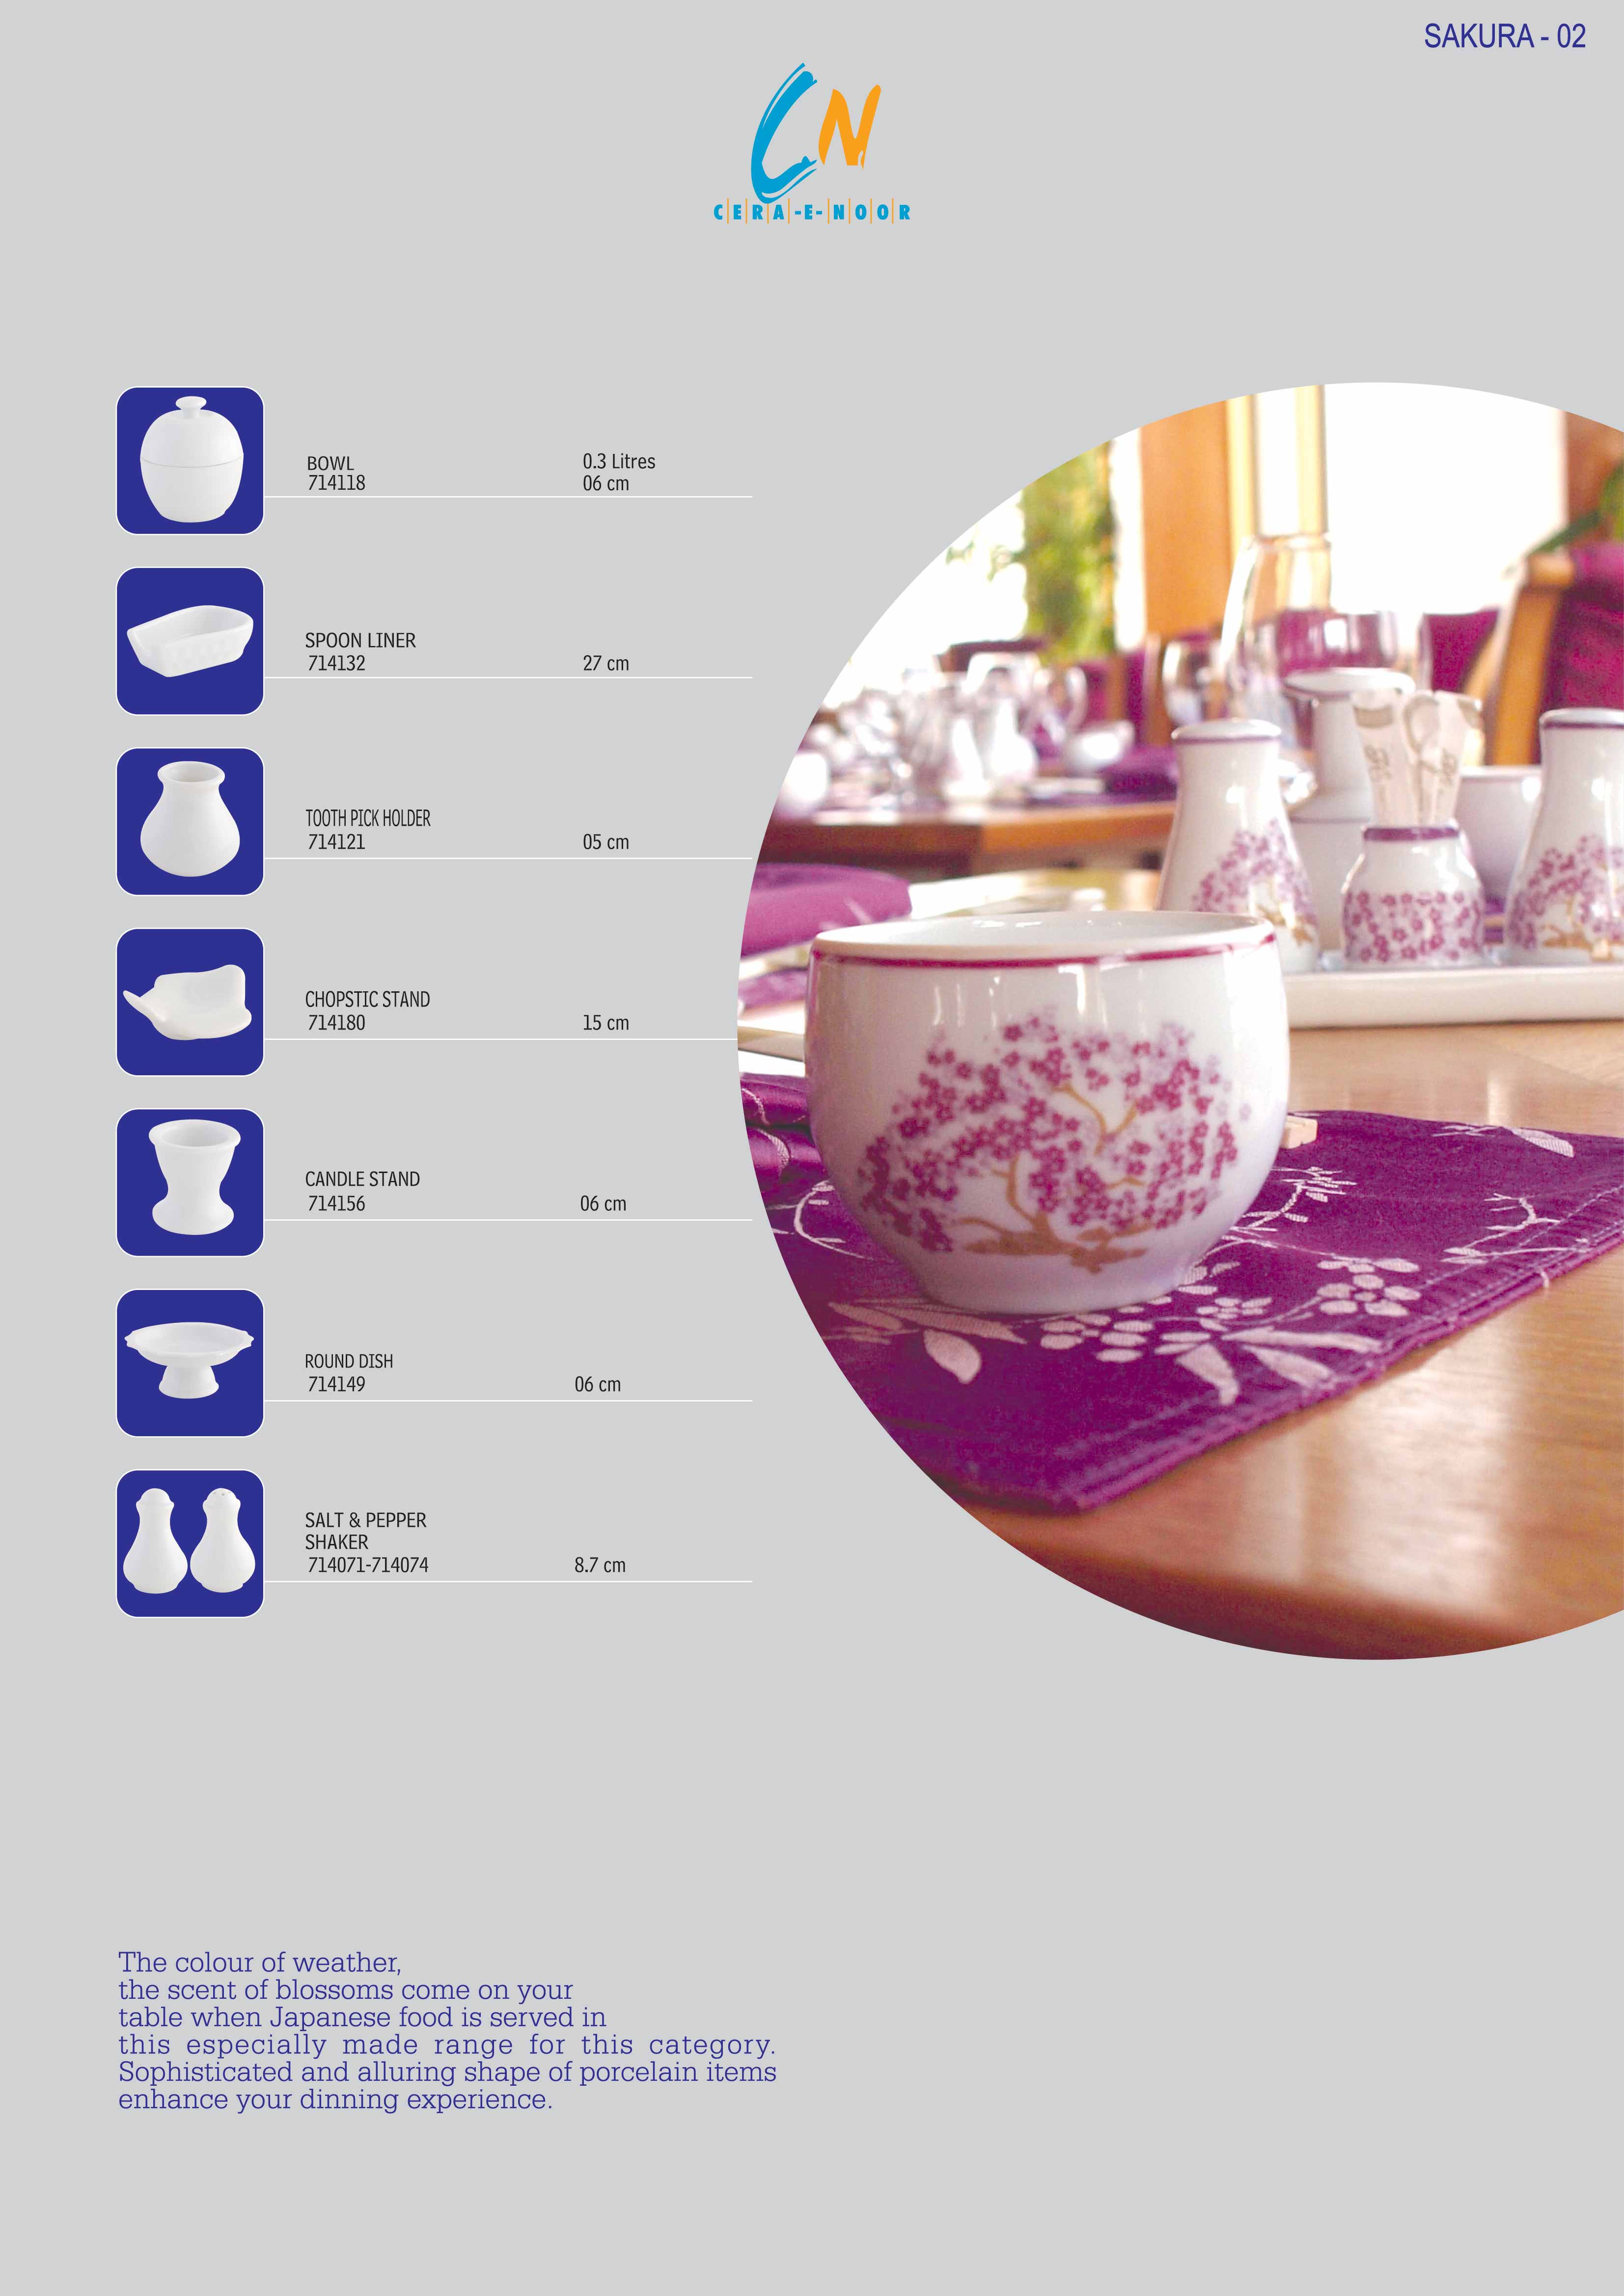 SAKURA - 02
CN
CERA-E-NOOR
BOWL
714118
0.3 Litres
06 cm
SPOON LINER
714132
27 cm
TOOTH PICK HOLDER
714121
05 cm
CHOPSTIC STAND
714180
15 cm
CANDLE STAND
714156
06 cm
ROUND DISH
714149
06 cm
SALT & PEPPER
SHAKER
714071-714074
8.7 cm
The colour of weather,
the scent of blossoms come on your
table when Japanese food is served in
this especially made range for this category.
Sophisticated and alluring shape of porcelain items
enhance your dinning experience.